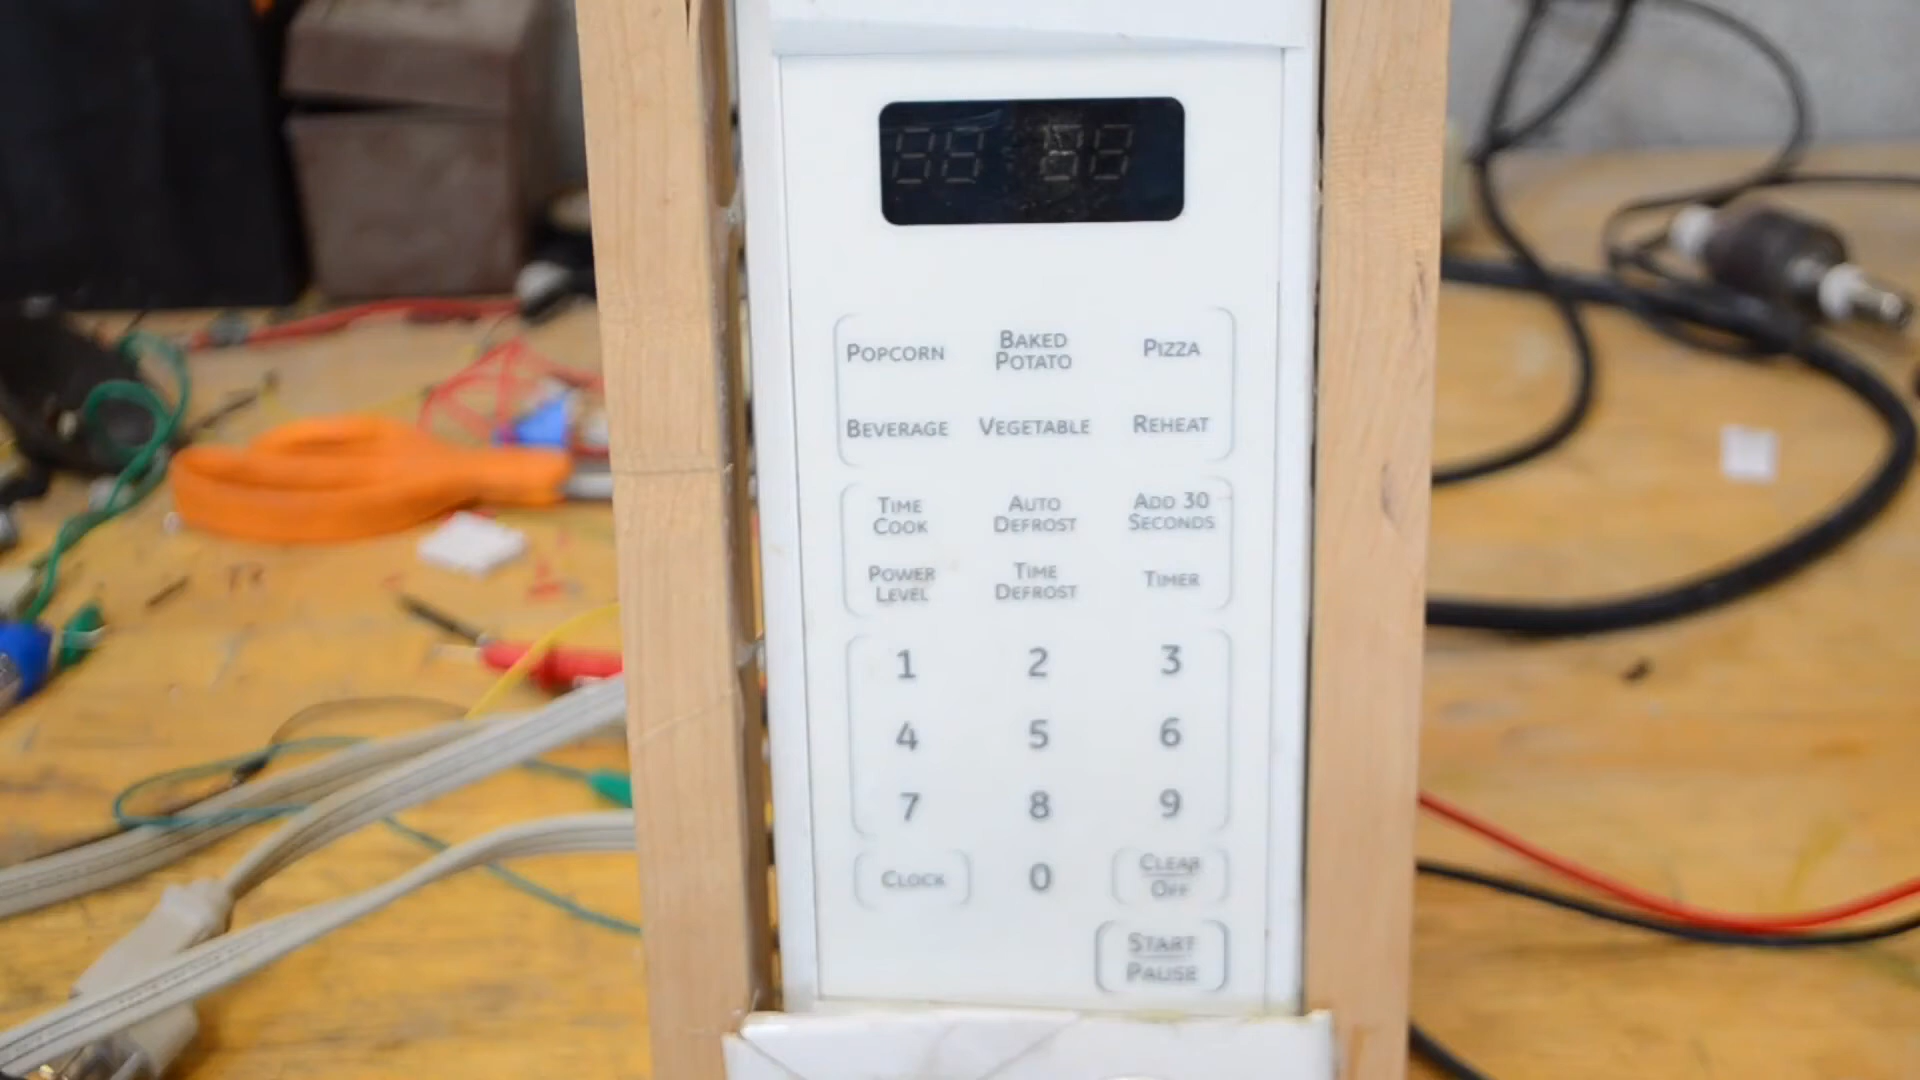 POPCORN
BAKED
POTATO
PIZZA
BEVERAGE
VEGETABLE
REHEAT
TIME
COOK
AUTO
DEFROST
ADD 30
SECONDS
POWER
LEVEL
TIME
DEFROST
TIMER
1 2 3
4 5 6
7 8 9
CLOCK
0
CLEAR
OFF
START
PAUSE